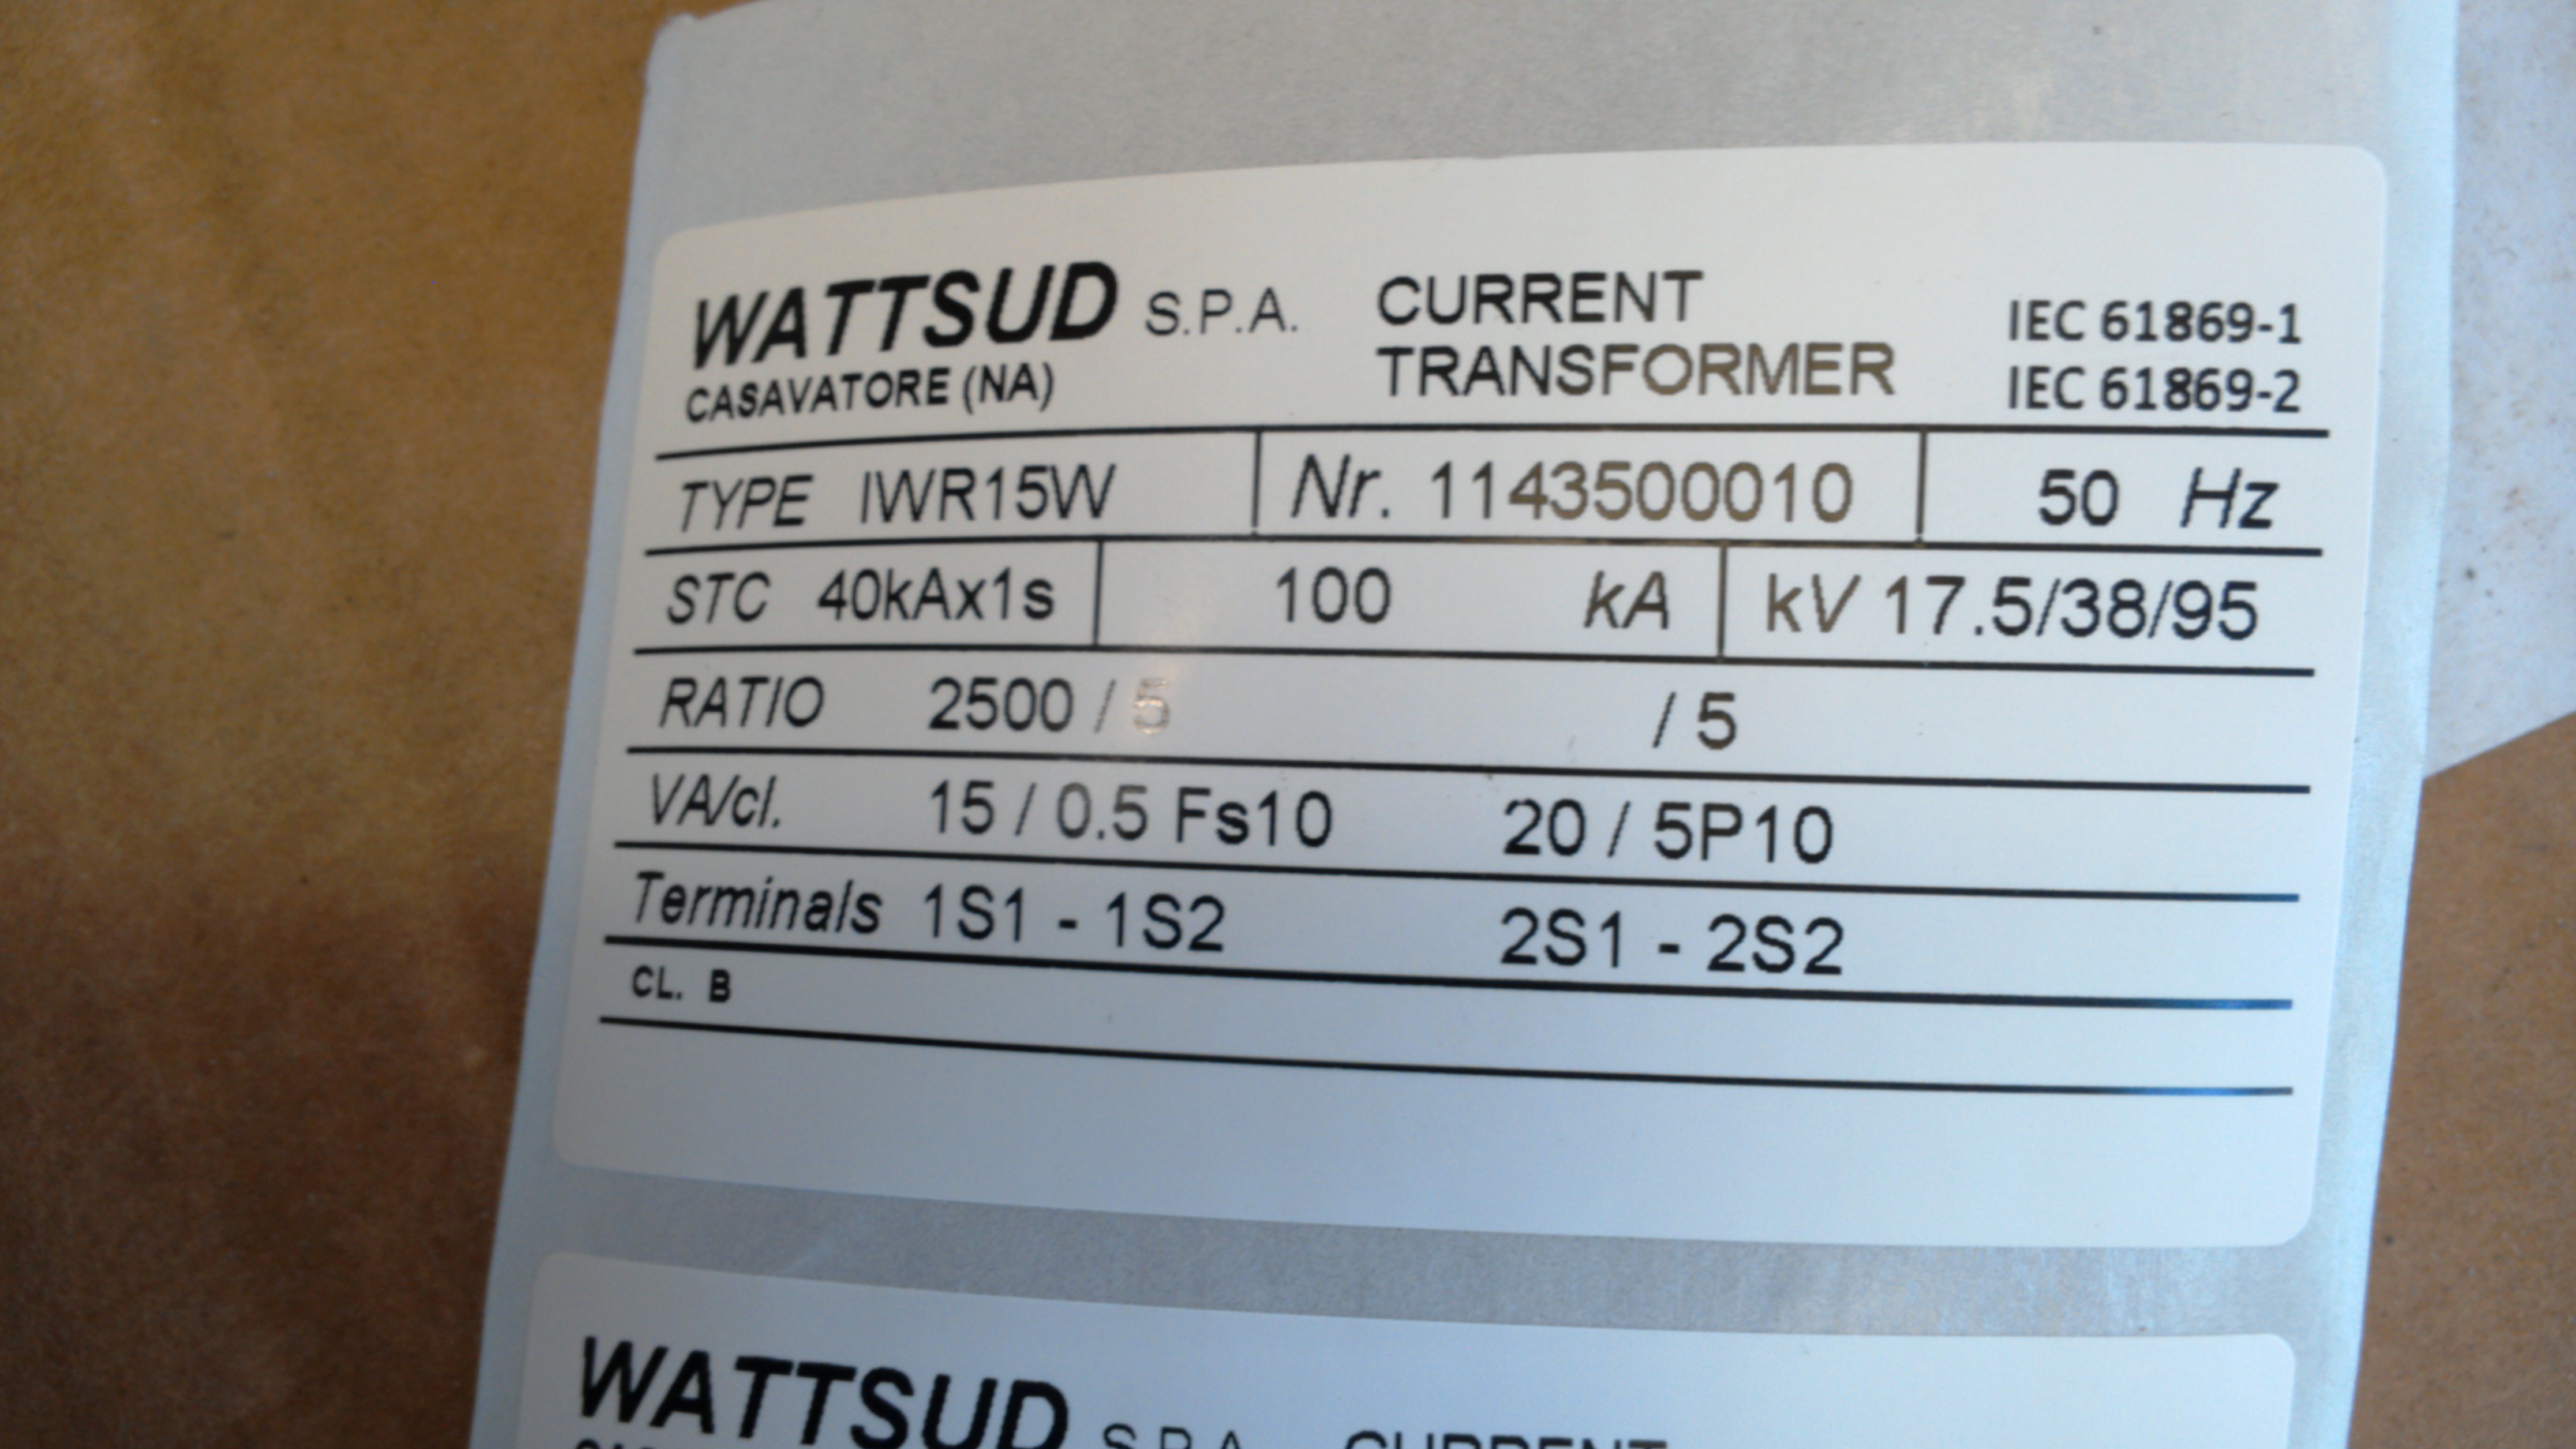 WATTSUD S.P.A.
CASAVATORE (NA)
CURRENT
TRANSFORMER
IEC 61869-1
IEC 61869-2
TYPE IWR15W Nr. 1143500010 50 Hz
STC 40kAx1s 100 kA kV 17.5/38/95
RATIO 2500 / 5 / 5
VA/cl. 15 / 0.5 Fs10 20 / 5P10
Terminals 1S1 - 1S2 2S1 - 2S2
CL. B
WATTSUD S.P.A. CURRENT